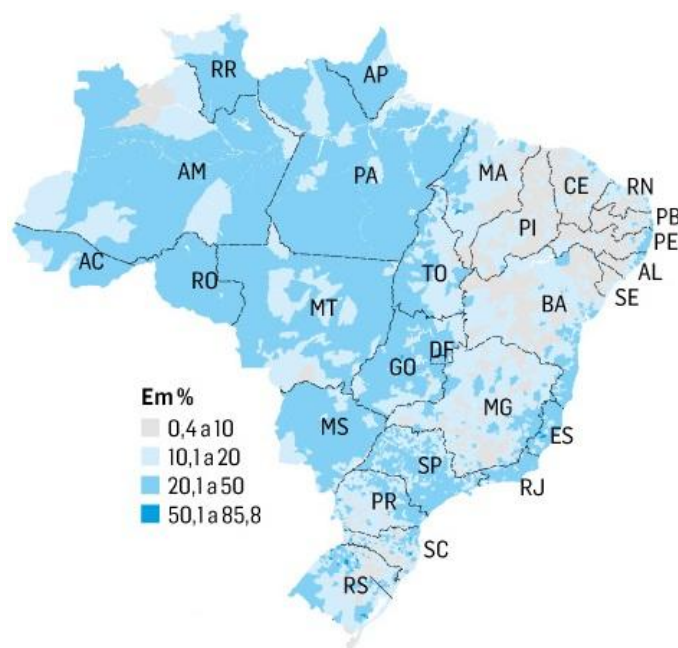 RR
AP
AM
PA
MA
CE
RN
PB
PE
AL
SE
PI
AC
RO
TO
MT
BA
DF
GO
MG
ES
MS
SP
RJ
PR
SC
RS
Em %
0,4 a 10
10,1 a 20
20,1 a 50
50,1 a 85,8